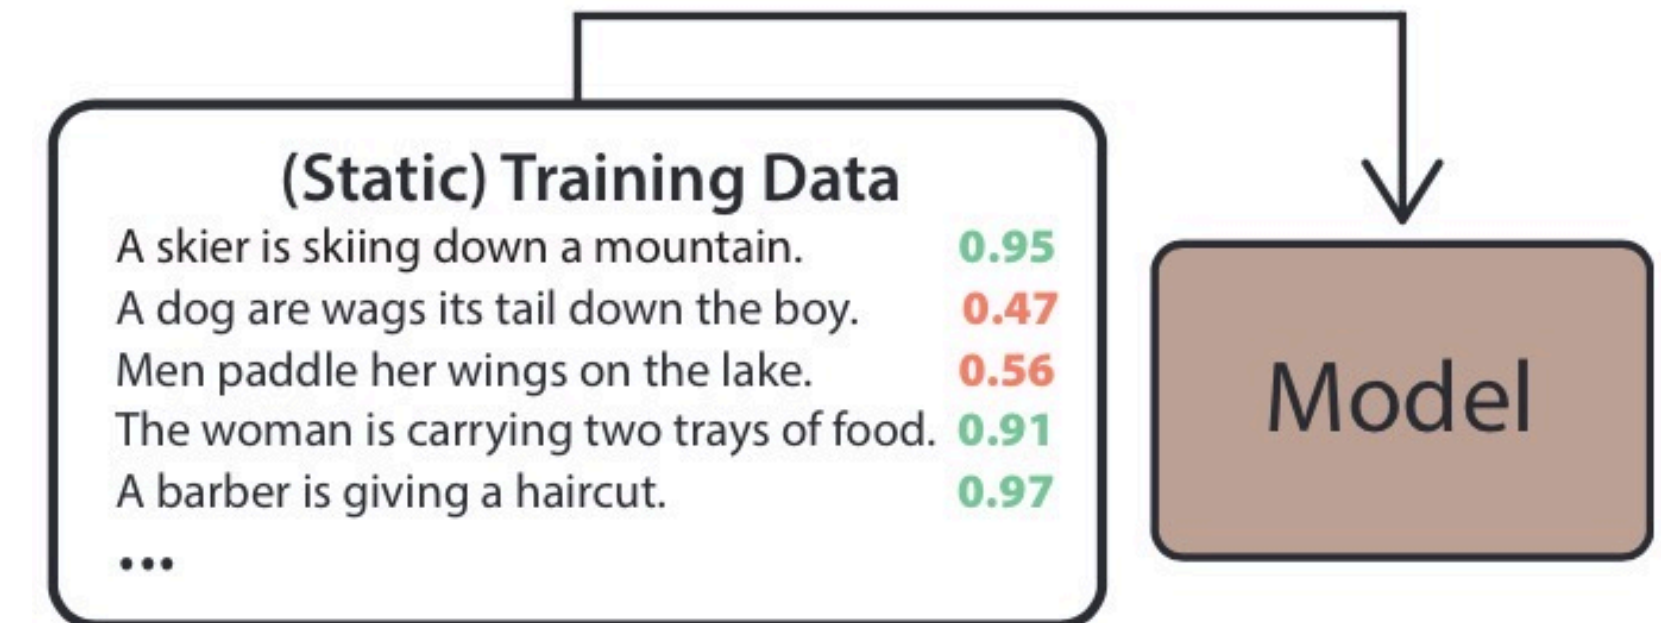 (Static) Training Data
A skier is skiing down a mountain. 0.95
A dog are wags its tail down the boy. 0.47
Men paddle her wings on the lake. 0.56
The woman is carrying two trays of food. 0.91
A barber is giving a haircut. 0.97
...
Model